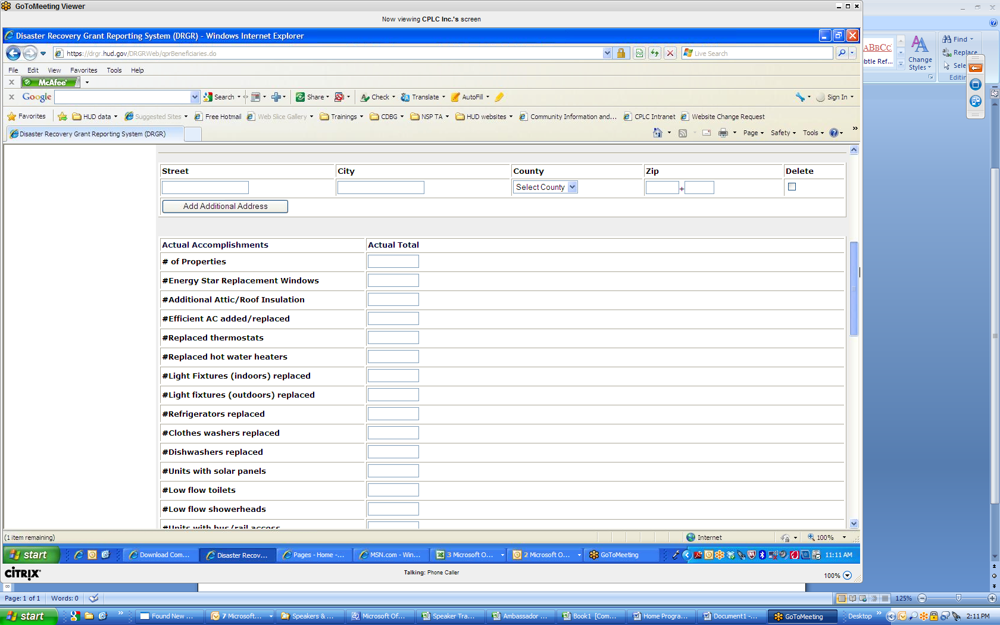 GoToMeeting Viewer
Now viewing CPLC Inc.'s screen
Disaster Recovery Grant Reporting System (DRGR) - Windows Internet Explorer
https://drgr.hud.gov/DRGRWeb/qprBeneficiaries.do
Live Search
File Edit View Favorites Tools Help
McAfee
Google Search Share Check Translate AutoFill Sign In
Favorites HUD data Suggested Sites Free Hotmail Web Slice Gallery Trainings CDBG NSP TA HUD websites Community Information and... CPLC Intranet Website Change Request
Disaster Recovery Grant Reporting System (DRGR)
Page Safety Tools
Street City County Zip Delete
Select County +
Add Additional Address
Actual Accomplishments Actual Total
# of Properties
#Energy Star Replacement Windows
#Additional Attic/Roof Insulation
#Efficient AC added/replaced
#Replaced thermostats
#Replaced hot water heaters
#Light Fixtures (indoors) replaced
#Light fixtures (outdoors) replaced
#Refrigerators replaced
#Clothes washers replaced
#Dishwashers replaced
#Units with solar panels
#Low flow toilets
#Low flow showerheads
#Units with bus/rail access
(1 item remaining) Internet 100%
start Download Com... Disaster Recov... Pages - Home -... MSN.com - Win... 3 Microsoft O... 2 Microsoft O... GoToMeeting 11:11 AM
CITRIX
Talking: Phone Caller
100%
AaBbCc
btle Ref...
Change
Styles
Find
Replace
Sele
Editin
Page: 1 of 1 Words: 0 125%
start Found New ... 7 Microsoft... Speakers & ... Microsoft Of... Speaker Tra... Ambassador ... Book1 [Com... Home Progra... Document1 -... GoToMeeting Desktop 2:11 PM